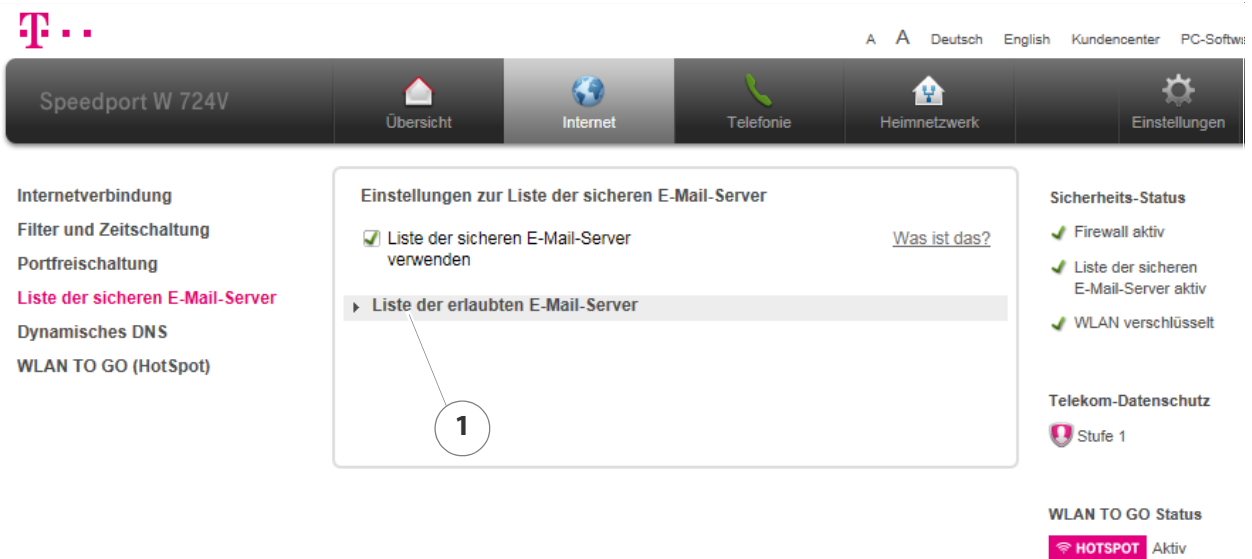 T
A A Deutsch English Kundencenter PC-Softw
Speedport W 724V
Übersicht
Internet
Telefonie
Heimnetzwerk
Einstellungen
Internetverbindung
Filter und Zeitschaltung
Portfreischaltung
Liste der sicheren E-Mail-Server
Dynamisches DNS
WLAN TO GO (HotSpot)
Einstellungen zur Liste der sicheren E-Mail-Server
Liste der sicheren E-Mail-Server
verwenden
Was ist das?
Liste der erlaubten E-Mail-Server
1
Sicherheits-Status
Firewall aktiv
Liste der sicheren
E-Mail-Server aktiv
WLAN verschlüsselt
Telekom-Datenschutz
Stufe 1
WLAN TO GO Status
HOTSPOT Aktiv